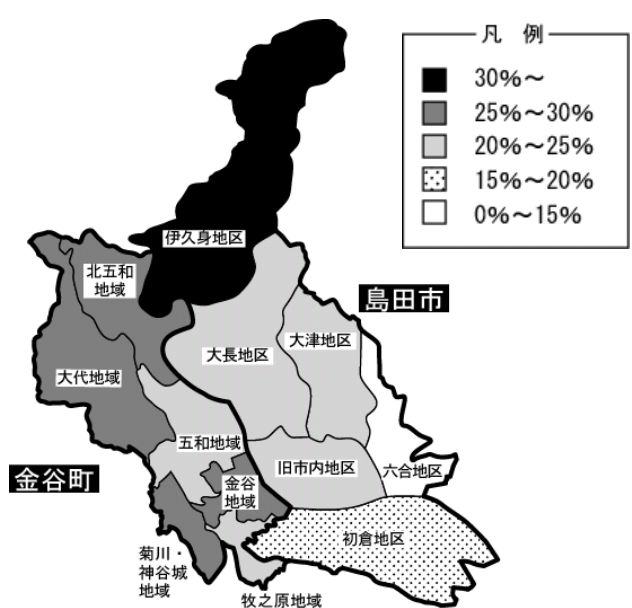 凡 例
30%~
25%~30%
20%~25%
15%~20%
0%~15%
伊久身地区
北五和
地域
島田市
大長地区
大津地区
大代地域
五和地域
旧市内地区
六合地区
金谷町
金谷
地域
初倉地区
菊川・
神谷城
地域
牧之原地域